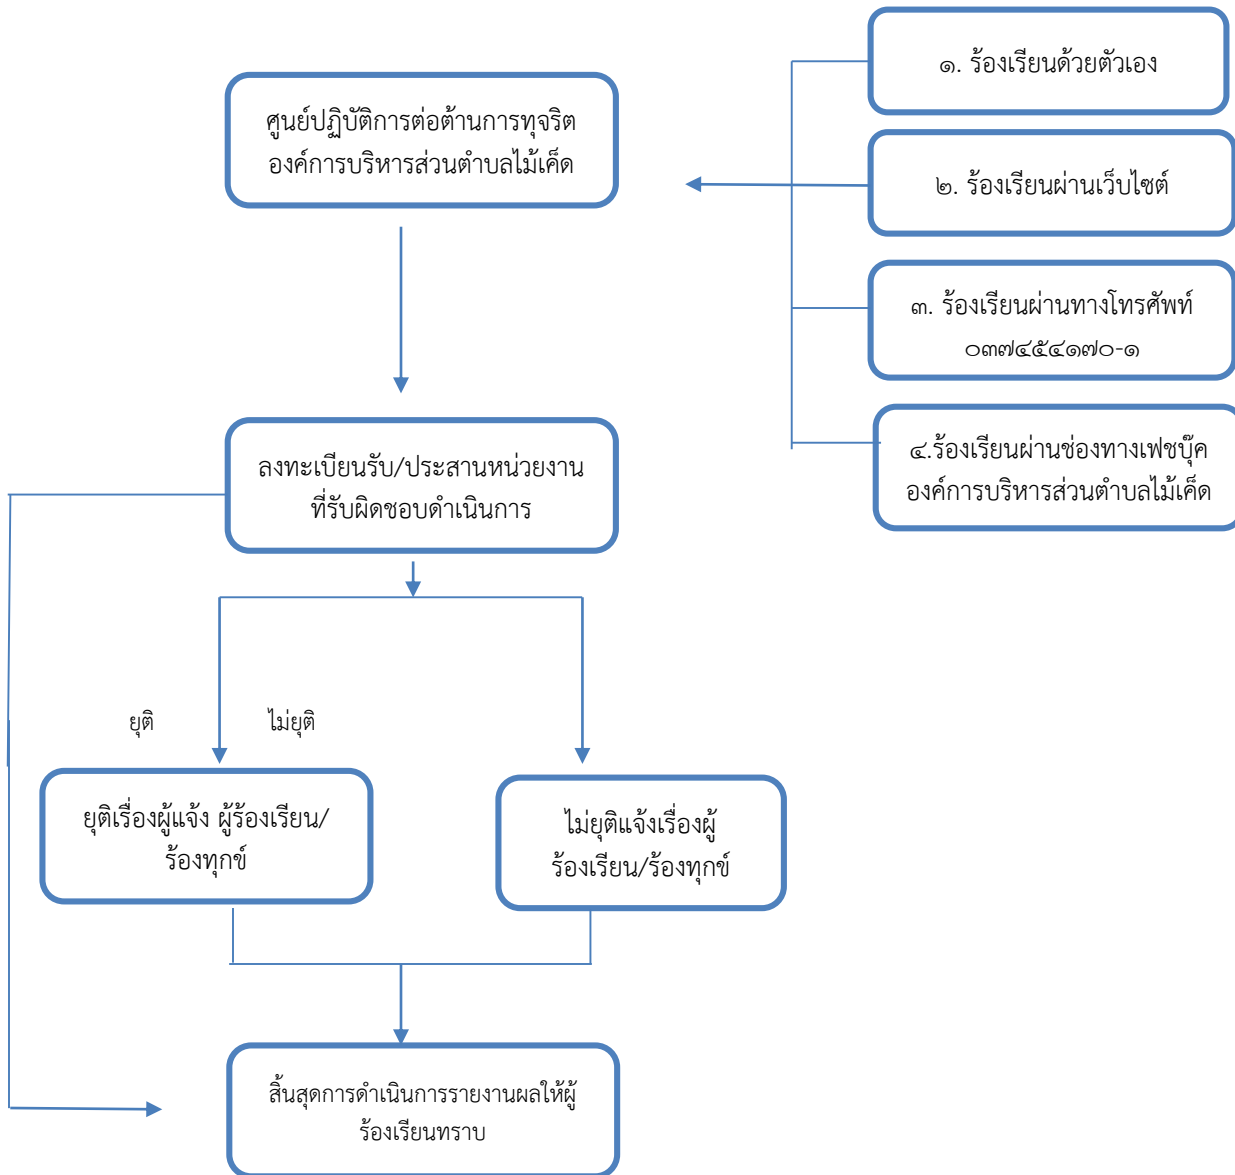 ศูนย์ปฏิบัติการต่อต้านการทุจริต
องค์การบริหารส่วนตำบลไม้เค็ด
๑. ร้องเรียนด้วยตัวเอง
๒. ร้องเรียนผ่านเว็บไซต์
๓. ร้องเรียนผ่านทางโทรศัพท์
๐๓๗๔๕๔๑๗๐-๑
๔.ร้องเรียนผ่านช่องทางเฟซบุ๊ค
องค์การบริหารส่วนตำบลไม้เค็ด
ลงทะเบียนรับ/ประสานหน่วยงาน
ที่รับผิดชอบดำเนินการ
ยุติ
ไม่ยุติ
ยุติเรื่องผู้แจ้ง ผู้ร้องเรียน/
ร้องทุกข์
ไม่ยุติแจ้งเรื่องผู้
ร้องเรียน/ร้องทุกข์
สิ้นสุดการดำเนินการรายงานผลให้ผู้
ร้องเรียนทราบ